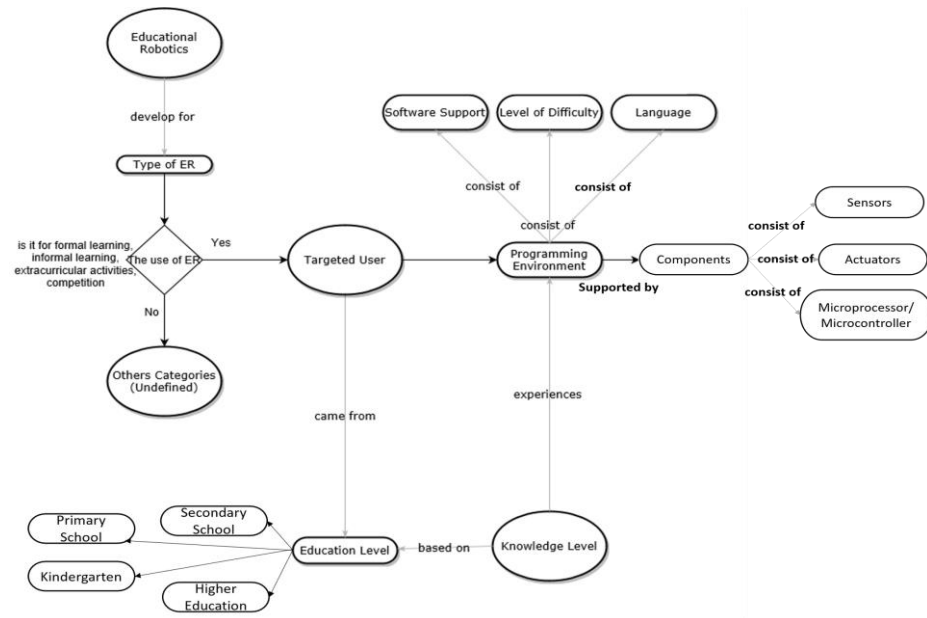 Educational
Robotics
develop for
Type of ER
is it for formal learning,
informal learning,
extracurricular activities,
competition
The use of ER
Yes
No
Others Categories
(Undefined)
Targeted User
came from
Software Support
Level of Difficulty
Language
consist of
consist of
consist of
Programming
Environment
Supported by
Components
consist of
consist of
consist of
Sensors
Actuators
Microprocessor/
Microcontroller
experiences
Primary
School
Secondary
School
Kindergarten
Higher
Education
Education Level
based on
Knowledge Level